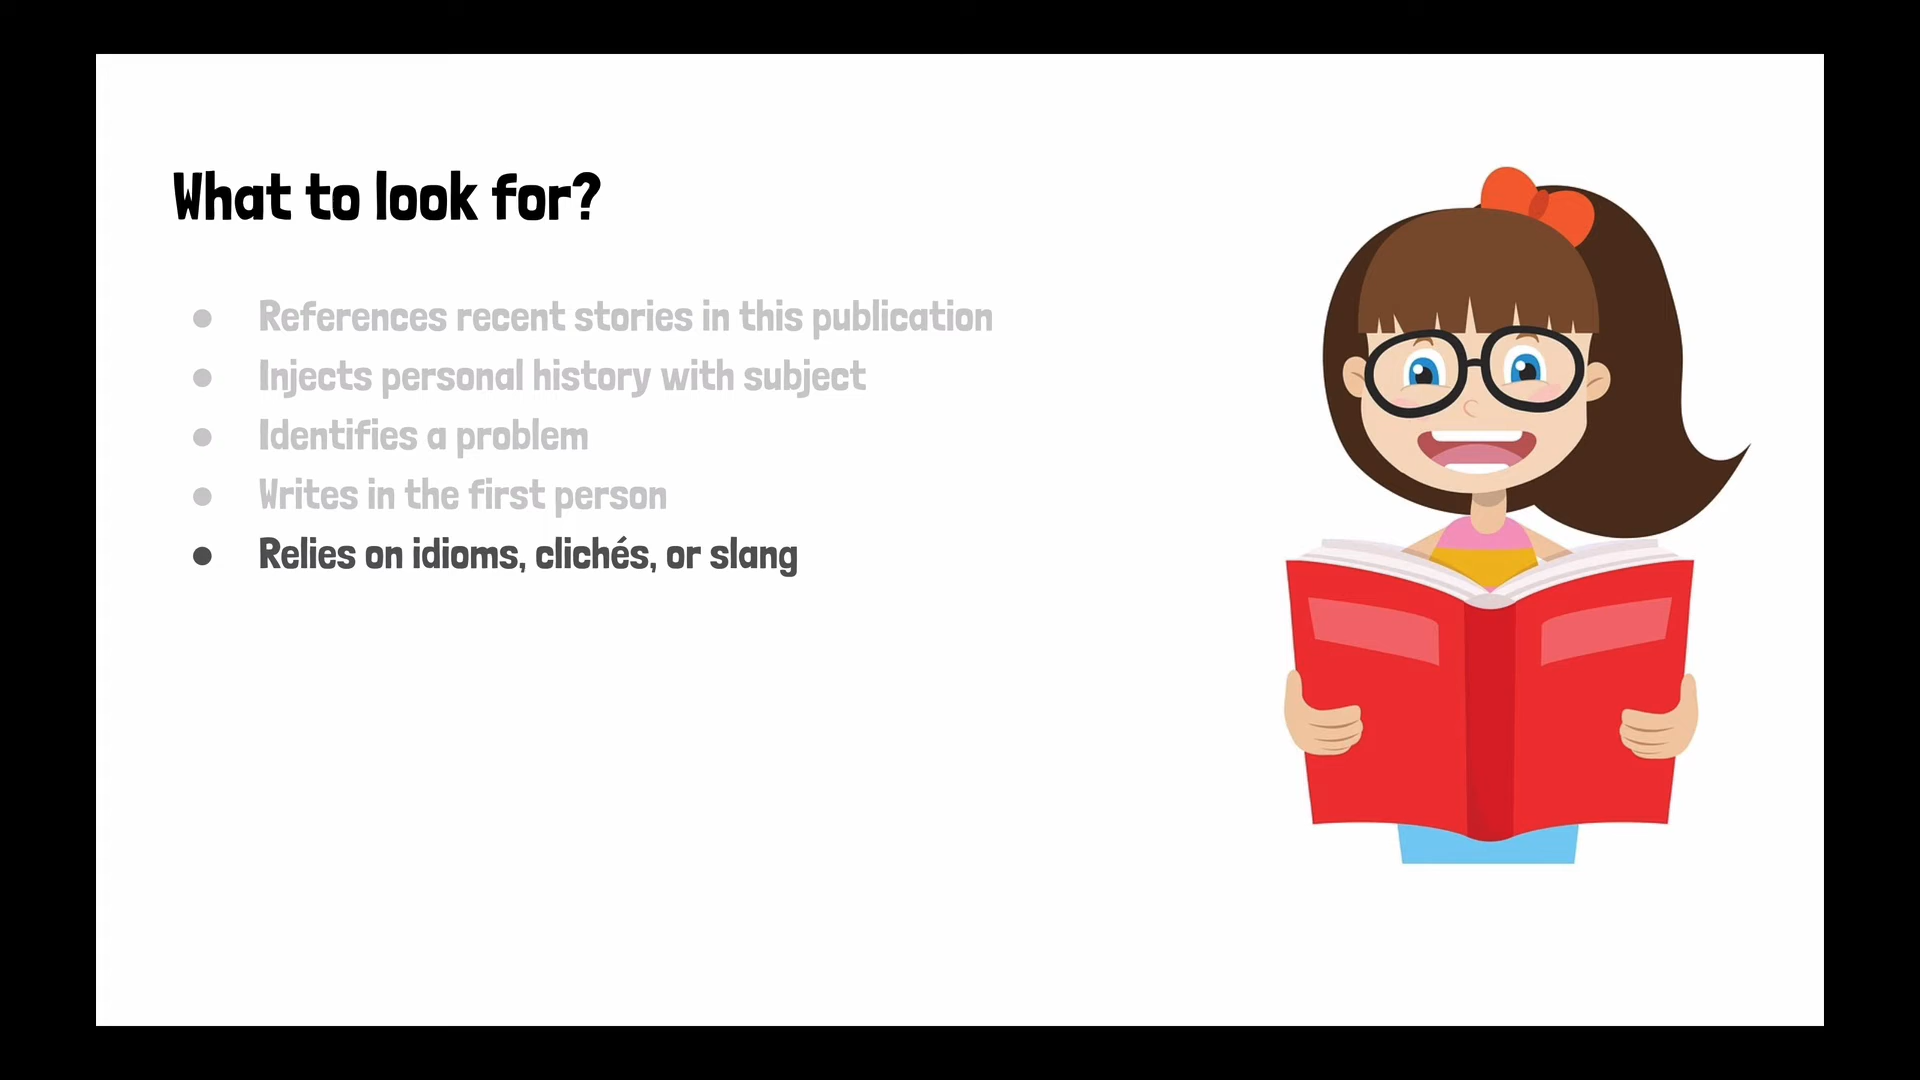 What to look for?
● References recent stories in this publication
● Injects personal history with subject
● Identifies a problem
● Writes in the first person
● Relies on idioms, clichés, or slang